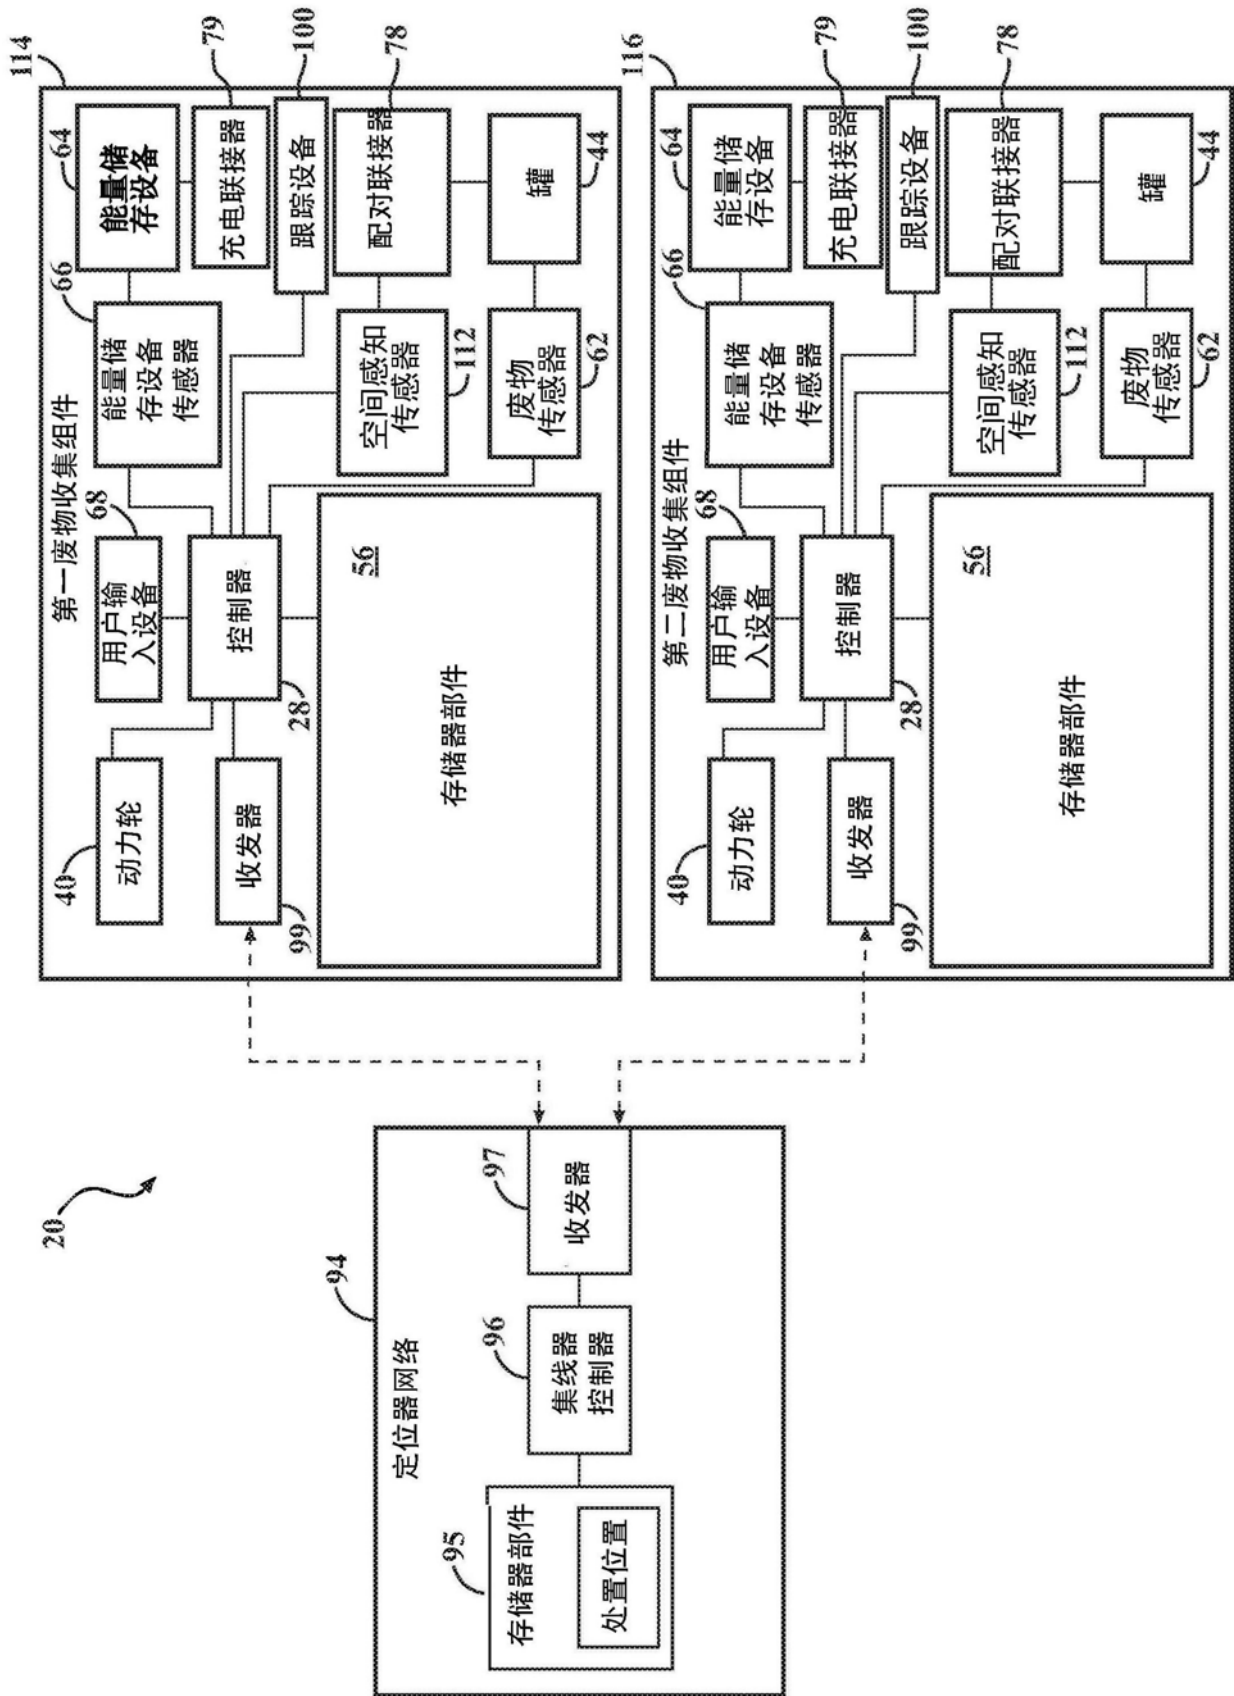 20
94
定位器网络
95
存储器部件
处置位置
96
集线器
控制器
97
收发器
114
第一废物收集组件
40
动力轮
68
用户输
入设备
66
能量储
存设备
传感器
64
能量储
存设备
79
充电联接器
100
跟踪设备
99
收发器
28
控制器
112
空间感知
传感器
78
配对联接器
62
废物
传感器
44
罐
56
存储器部件
116
第二废物收集组件
40
动力轮
68
用户输
入设备
66
能量储
存设备
传感器
64
能量储
存设备
79
充电联接器
100
跟踪设备
99
收发器
28
控制器
112
空间感知
传感器
78
配对联接器
62
废物
传感器
44
罐
56
存储器部件